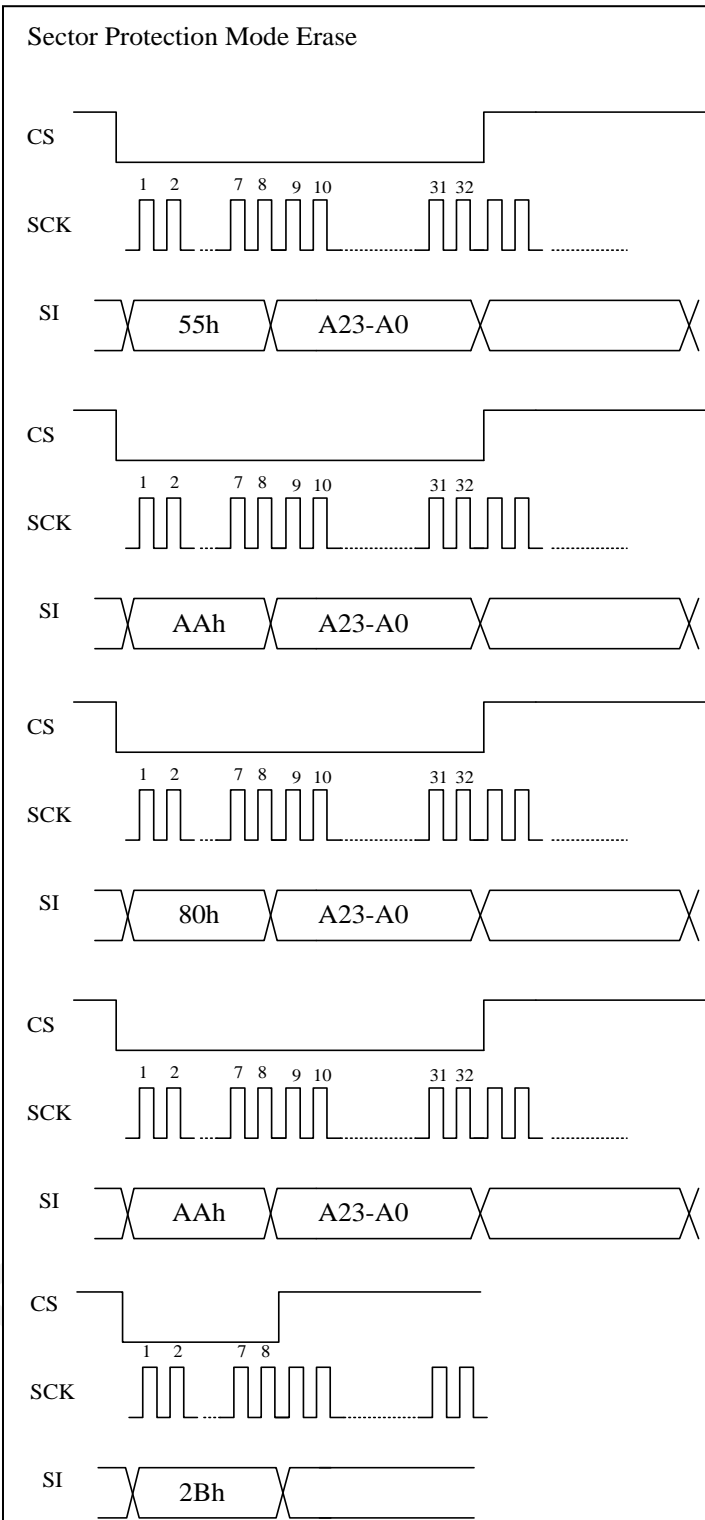 Sector Protection Mode Erase
CS
1 2 7 8 9 10 31 32
SCK
SI 55h A23-A0
CS
1 2 7 8 9 10 31 32
SCK
SI AAh A23-A0
CS
1 2 7 8 9 10 31 32
SCK
SI 80h A23-A0
CS
1 2 7 8 9 10 31 32
SCK
SI AAh A23-A0
CS
1 2 7 8
SCK
SI 2Bh